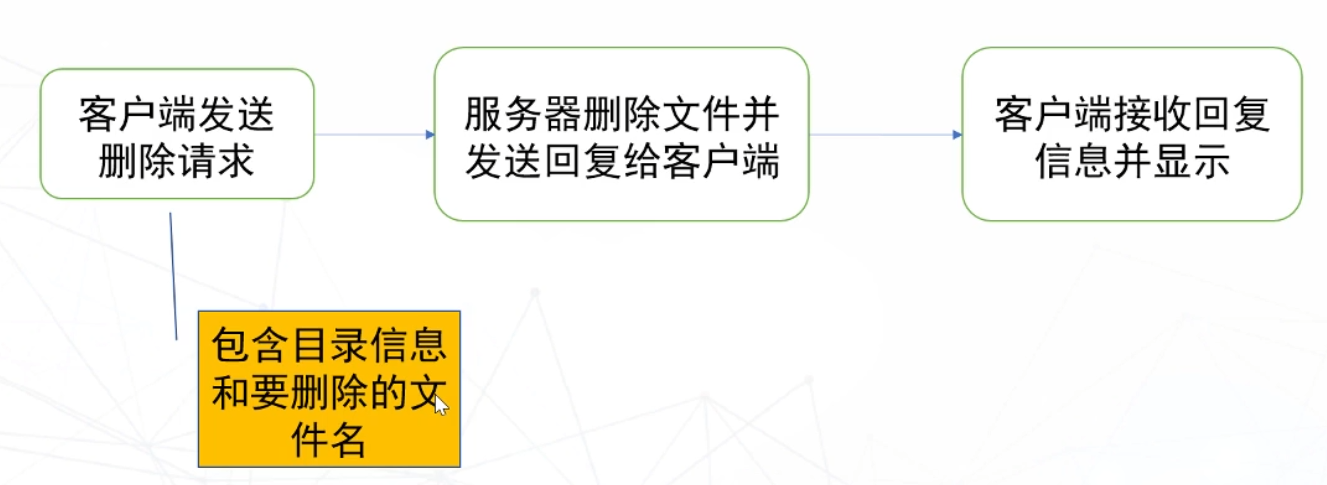 客户端发送
删除请求
服务器删除文件并
发送回复给客户端
客户端接收回复
信息并显示
包含目录信息
和要删除的文
件名